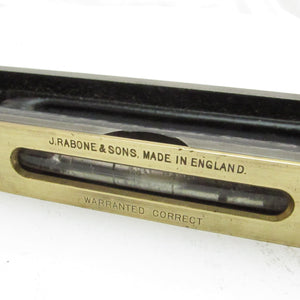 J. RABONE & SONS. MADE IN ENGLAND.
WARRANTED CORRECT